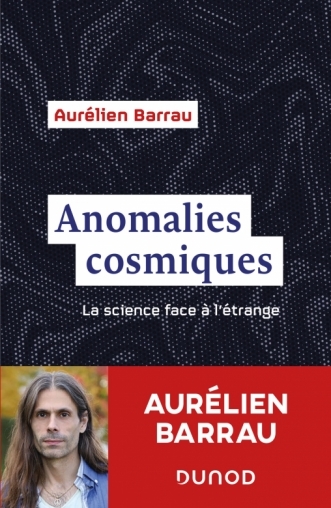 Aurélien Barrau
Anomalies
cosmiques
La science face à l'étrange
AURÉLIEN
BARRAU
DUNOD